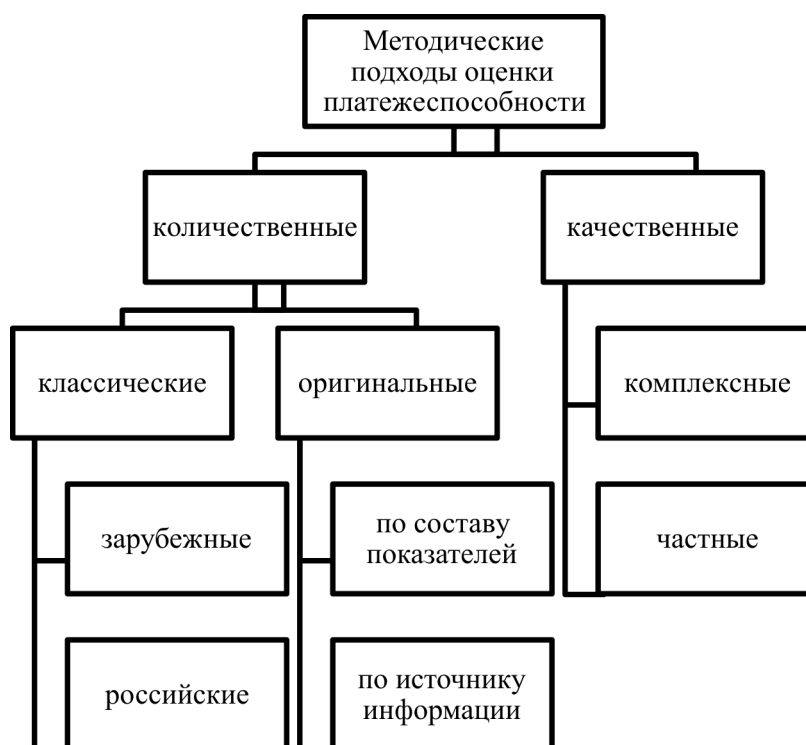 Методические
подходы оценки
платежеспособности
количественные
качественные
классические
оригинальные
комплексные
зарубежные
по составу
показателей
частные
российские
по источнику
информации